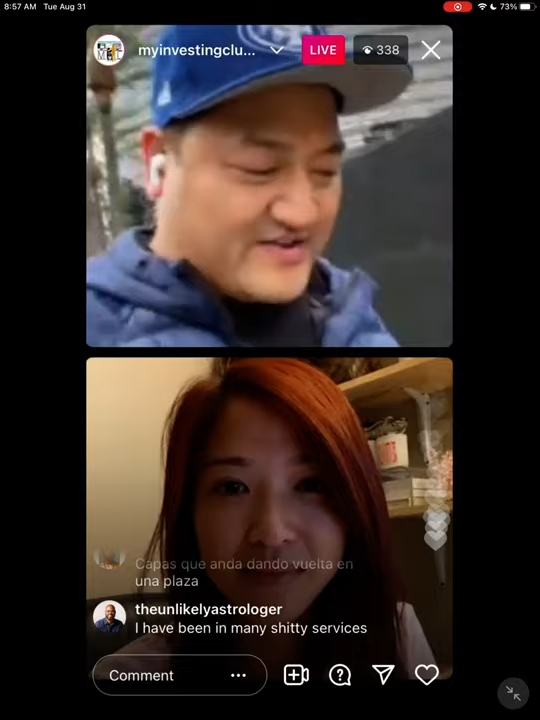 8:57 AM Tue Aug 31
73%
myinvestingclu...
LIVE
338
Capas que anda dando vuelta en
una plaza
theunlikelyastrologer
I have been in many shitty services
Comment